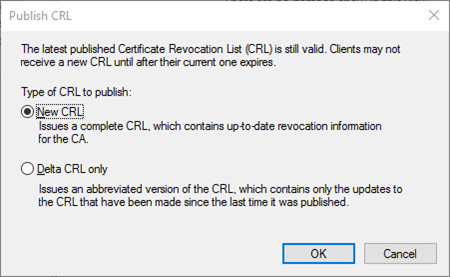 Publish CRL
The latest published Certificate Revocation List (CRL) is still valid. Clients may not
receive a new CRL until after their current one expires.
Type of CRL to publish:
New CRL
Issues a complete CRL, which contains up-to-date revocation information
for the CA.
Delta CRL only
Issues an abbreviated version of the CRL, which contains only the updates to
the CRL that have been made since the last time it was published.
OK
Cancel